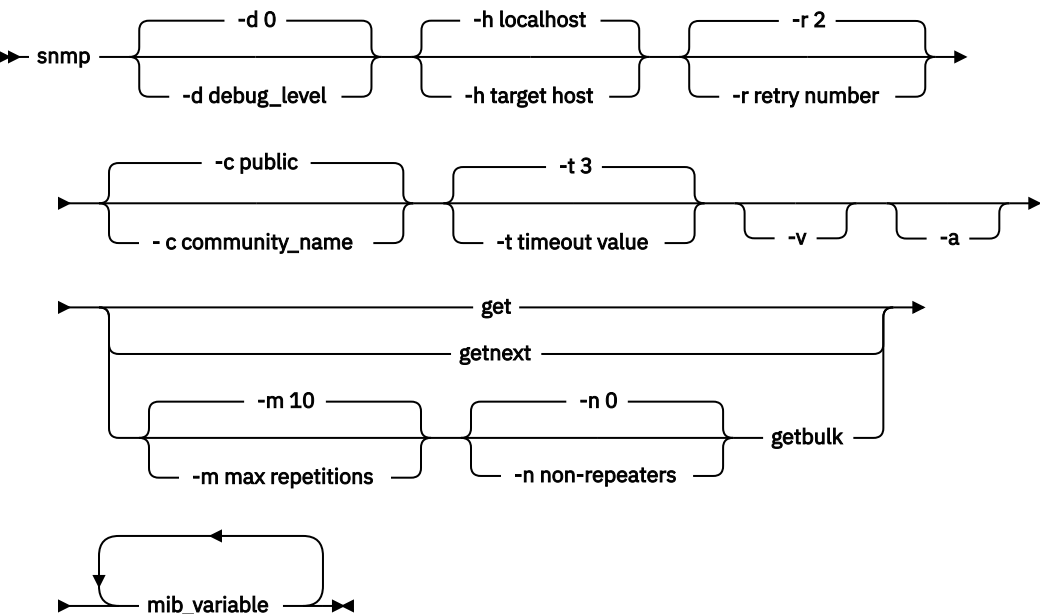 -d 0 -h localhost -r 2
snmp
-d debug_level -h target host -r retry number
-c public -t 3
- c community_name -t timeout value -v -a
get
getnext
-m 10 -n 0
getbulk
-m max repetitions -n non-repeaters
mib_variable